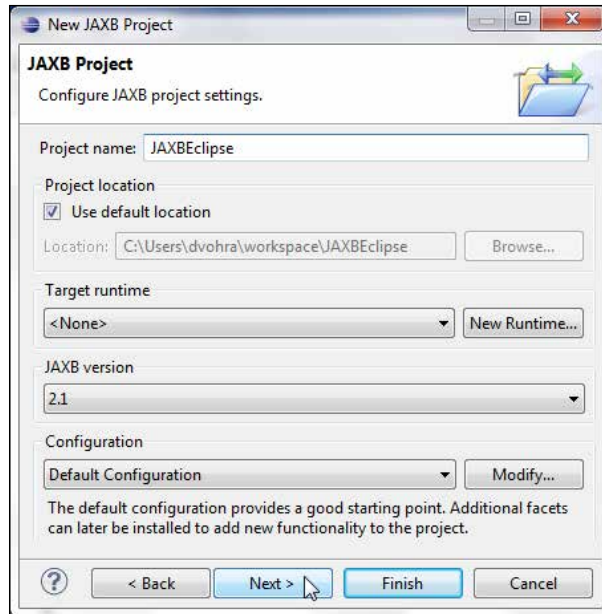 New JAXB Project
JAXB Project
Configure JAXB project settings.
Project name: JAXBEclipse
Project location
Use default location
Location: C:\Users\dvohra\workspace\JAXBEclipse Browse...
Target runtime
<None> New Runtime...
JAXB version
2.1
Configuration
Default Configuration Modify...
The default configuration provides a good starting point. Additional facets
can later be installed to add new functionality to the project.
? < Back Next > Finish Cancel